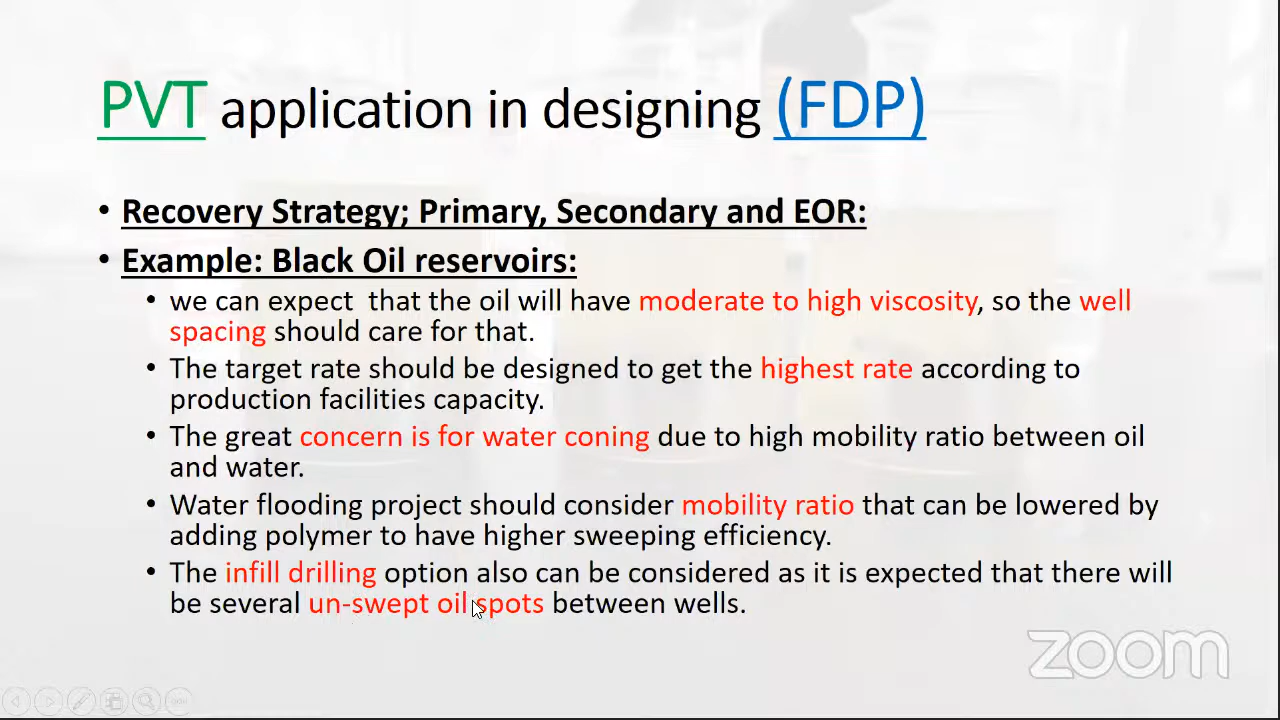 PVT application in designing (FDP)
• Recovery Strategy; Primary, Secondary and EOR:
• Example: Black Oil reservoirs:
• we can expect that the oil will have moderate to high viscosity, so the well
spacing should care for that.
• The target rate should be designed to get the highest rate according to
production facilities capacity.
• The great concern is for water coning due to high mobility ratio between oil
and water.
• Water flooding project should consider mobility ratio that can be lowered by
adding polymer to have higher sweeping efficiency.
• The infill drilling option also can be considered as it is expected that there will
be several un-swept oil spots between wells.
zoom